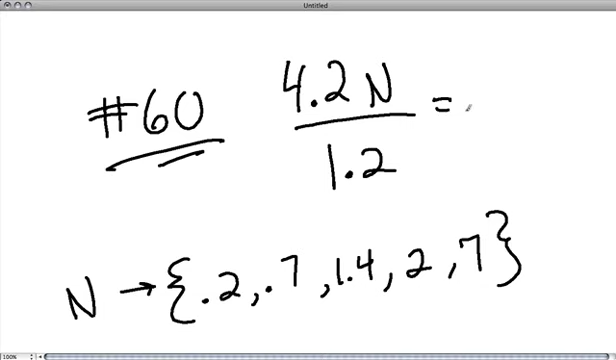 Untitled
#60
4.2N
1.2
=
N → {.2, .7, 1.4, 2, 7}
100%